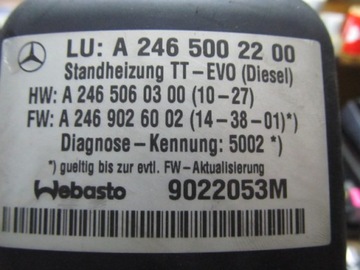 LU: A 246 500 22 00
Standheizung TT-EVO (Diesel)
HW: A 246 506 03 00 (10-27)
FW: A 246 902 60 02 (14-38-01)*)
Diagnose-Kennung: 5002 *)
*) gueltig bis zur evtl. FW-Aktualisierung
Webasto 9022053M